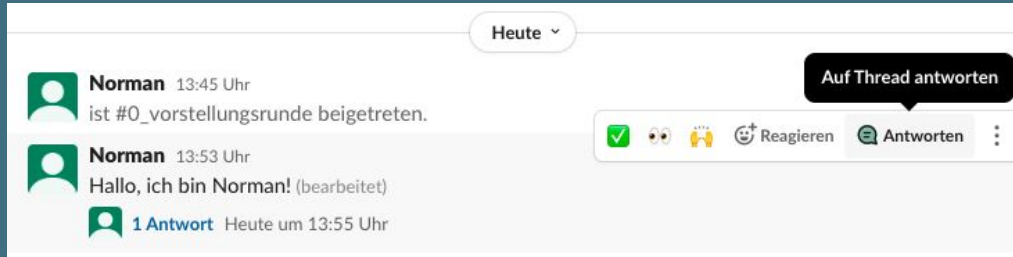 Heute
Auf Thread antworten
Norman 13:45 Uhr
ist #0_vorstellungsrunde beigetreten.
Reagieren Antworten
Norman 13:53 Uhr
Hallo, ich bin Norman! (bearbeitet)
1 Antwort Heute um 13:55 Uhr